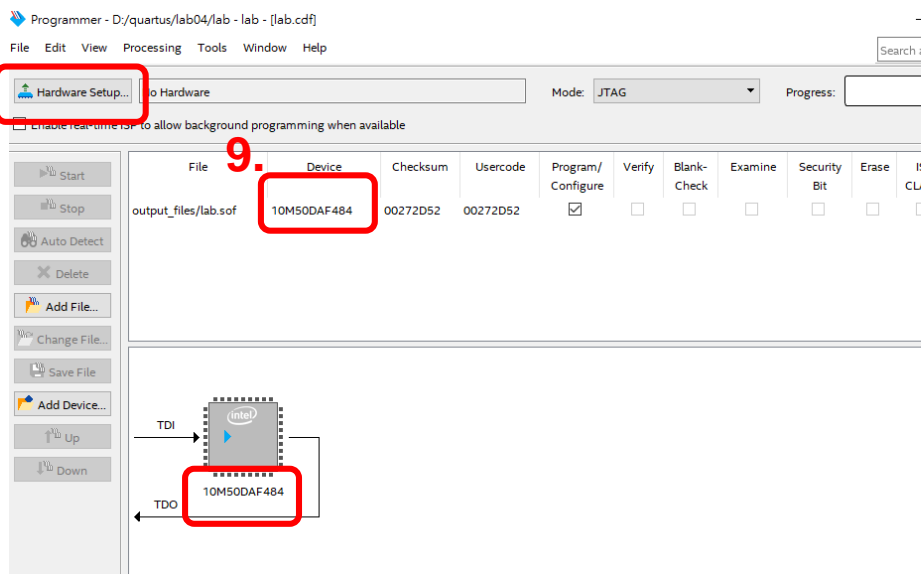 Programmer - D:/quartus/lab04/lab - lab - [lab.cdf]
File Edit View Processing Tools Window Help
Search
Hardware Setup... No Hardware Mode: JTAG Progress:
Enable real-time ISP to allow background programming when available
9.
File Device Checksum Usercode Program/ Configure Verify Blank- Check Examine Security Bit Erase
output_files/lab.sof 10M50DAF484 00272D52 00272D52
Start
Stop
Auto Detect
Delete
Add File...
Change File...
Save File
Add Device...
Up
Down
intel
TDI
10M50DAF484
TDO